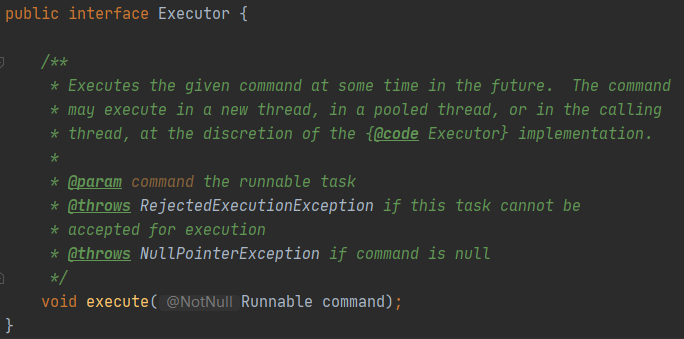 public interface Executor {
/**
* Executes the given command at some time in the future.  The command
* may execute in a new thread, in a pooled thread, or in the calling
* thread, at the discretion of the {@code Executor} implementation.
*
* @param command the runnable task
* @throws RejectedExecutionException if this task cannot be
* accepted for execution
* @throws NullPointerException if command is null
*/
void execute( @NotNull Runnable command);
}